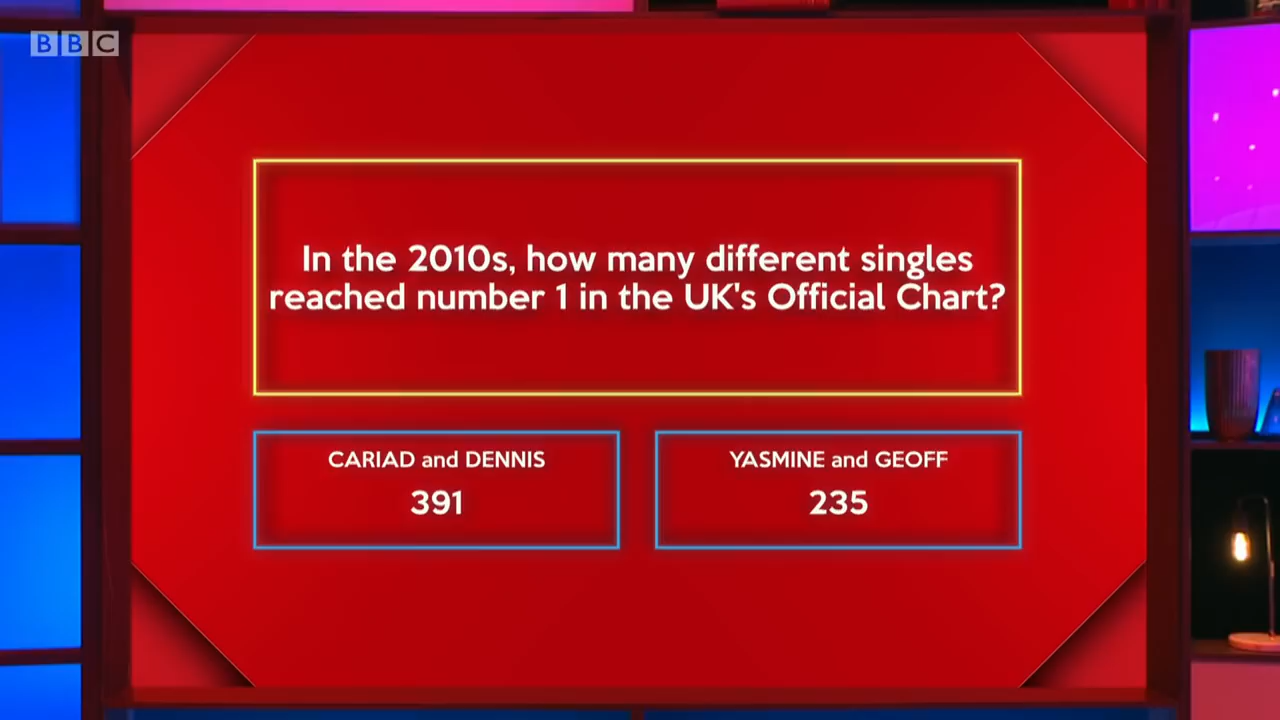 BBC
In the 2010s, how many different singles
reached number 1 in the UK's Official Chart?
CARIAD and DENNIS
391
YASMINE and GEOFF
235